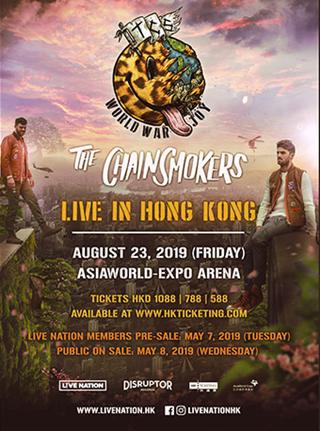 WORLD WAR JOY
THE CHAINSMOKERS
LIVE IN HONG KONG
AUGUST 23, 2019 (FRIDAY)
ASIAWORLD-EXPO ARENA
TICKETS HKD 1088 | 788 | 588
AVAILABLE AT WWW.HKTICKETING.COM
LIVE NATION MEMBERS PRE-SALE: MAY 7, 2019 (TUESDAY)
PUBLIC ON SALE: MAY 8, 2019 (WEDNESDAY)
LIVE NATION DISRUPTOR
WWW.LIVENATION.HK LIVENATIONHK